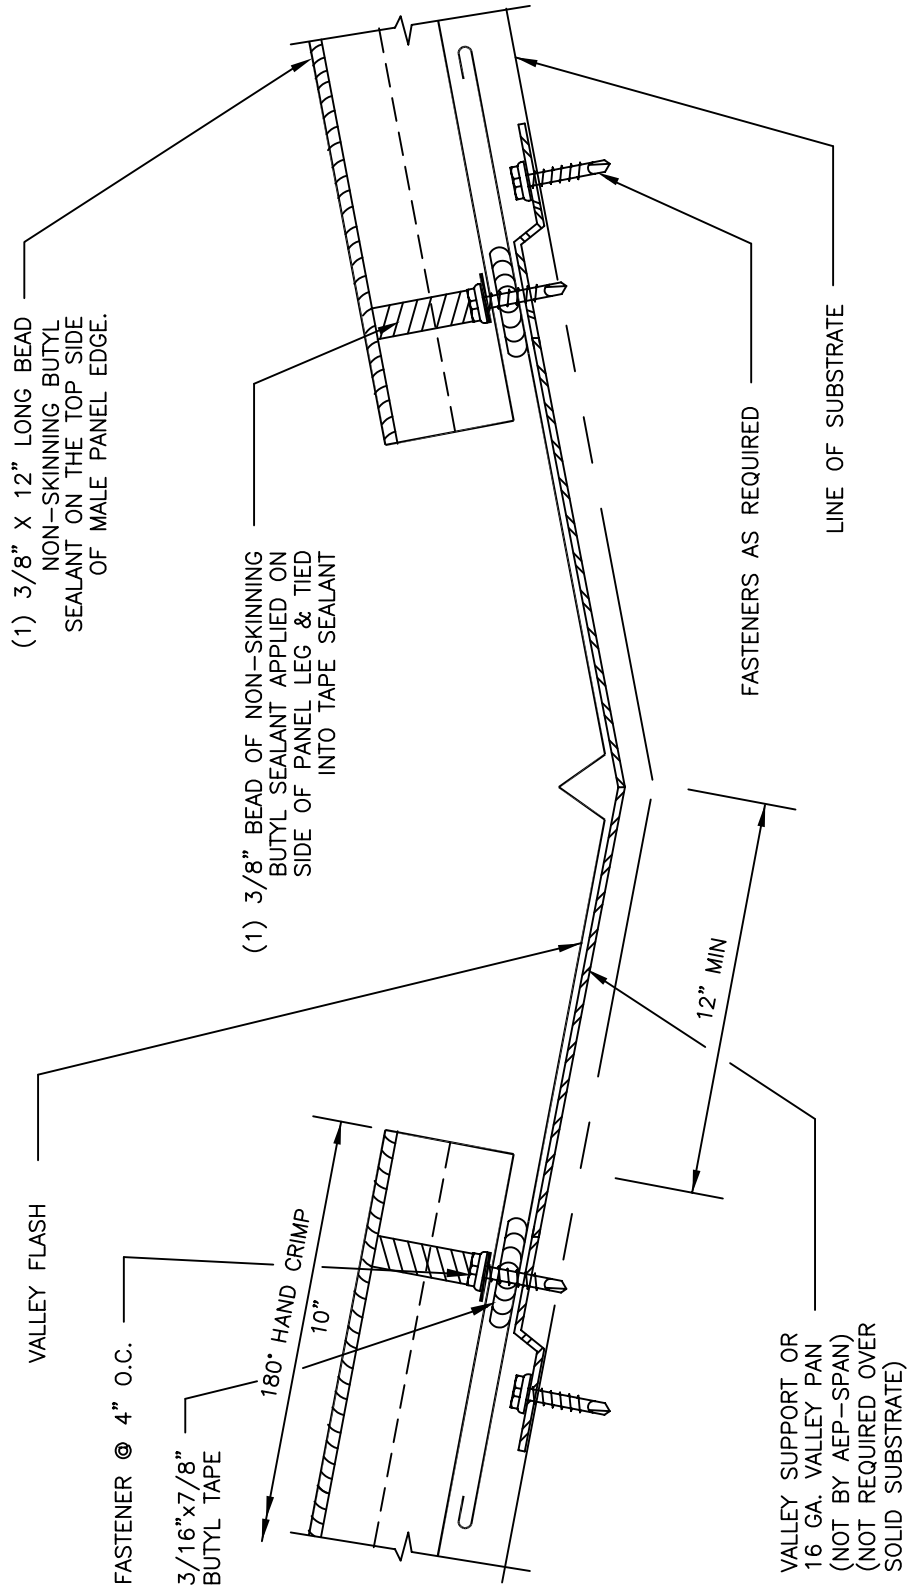 (1) 3/8" X 12" LONG BEAD
NON-SKINNING BUTYL
SEALANT ON THE TOP SIDE
OF MALE PANEL EDGE.
(1) 3/8" BEAD OF NON-SKINNING
BUTYL SEALANT APPLIED ON
SIDE OF PANEL LEG & TIED
INTO TAPE SEALANT
VALLEY FLASH
FASTENER @ 4" O.C.
3/16"x7/8"
BUTYL TAPE
180° HAND CRIMP
10"
12" MIN
FASTENERS AS REQUIRED
LINE OF SUBSTRATE
VALLEY SUPPORT OR
16 GA. VALLEY PAN
(NOT BY AEP-SPAN)
(NOT REQUIRED OVER
SOLID SUBSTRATE)